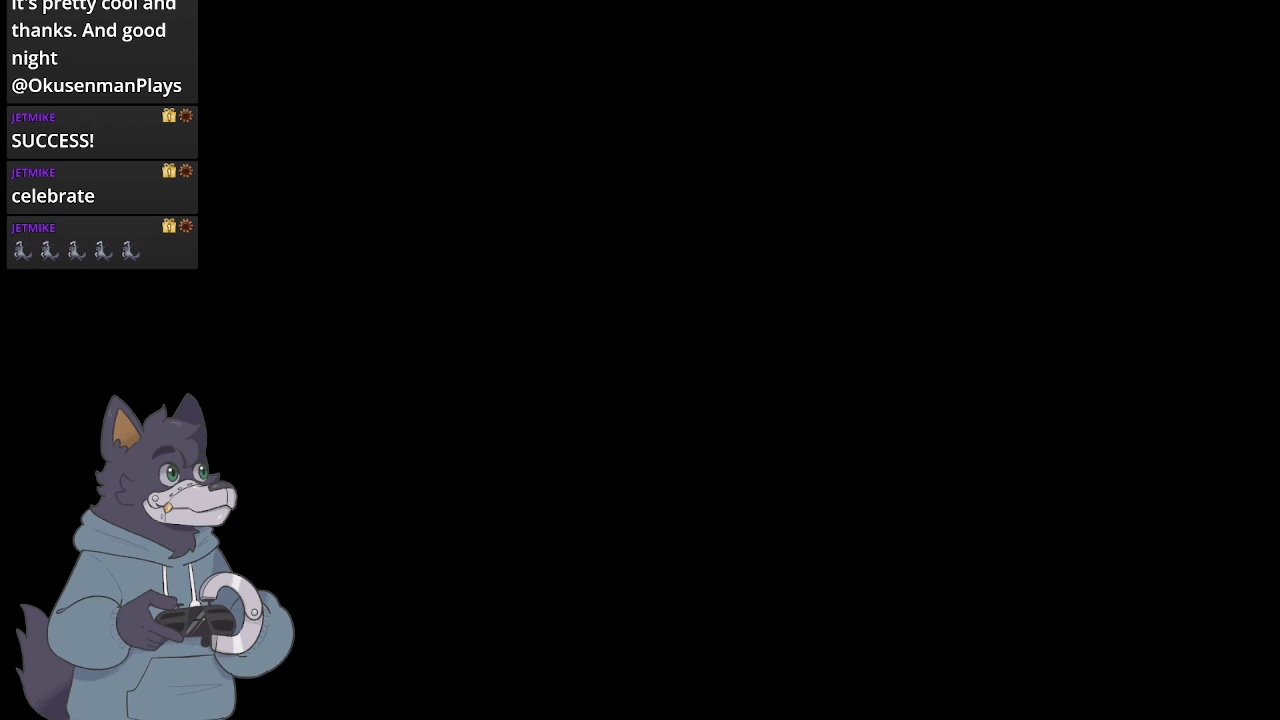 it's pretty cool and
thanks. And good
night
@OkusenmanPlays
JETMIKE
SUCCESS!
JETMIKE
celebrate
JETMIKE